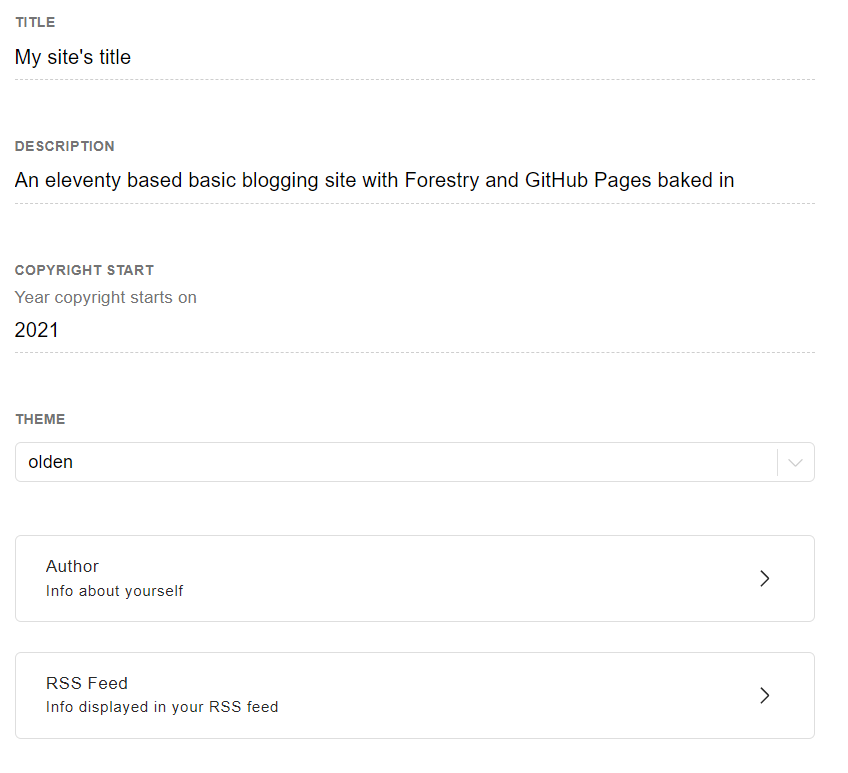 TITLE
My site's title
DESCRIPTION
An eleventy based basic blogging site with Forestry and GitHub Pages baked in
COPYRIGHT START
Year copyright starts on
2021
THEME
olden
Author
Info about yourself
RSS Feed
Info displayed in your RSS feed